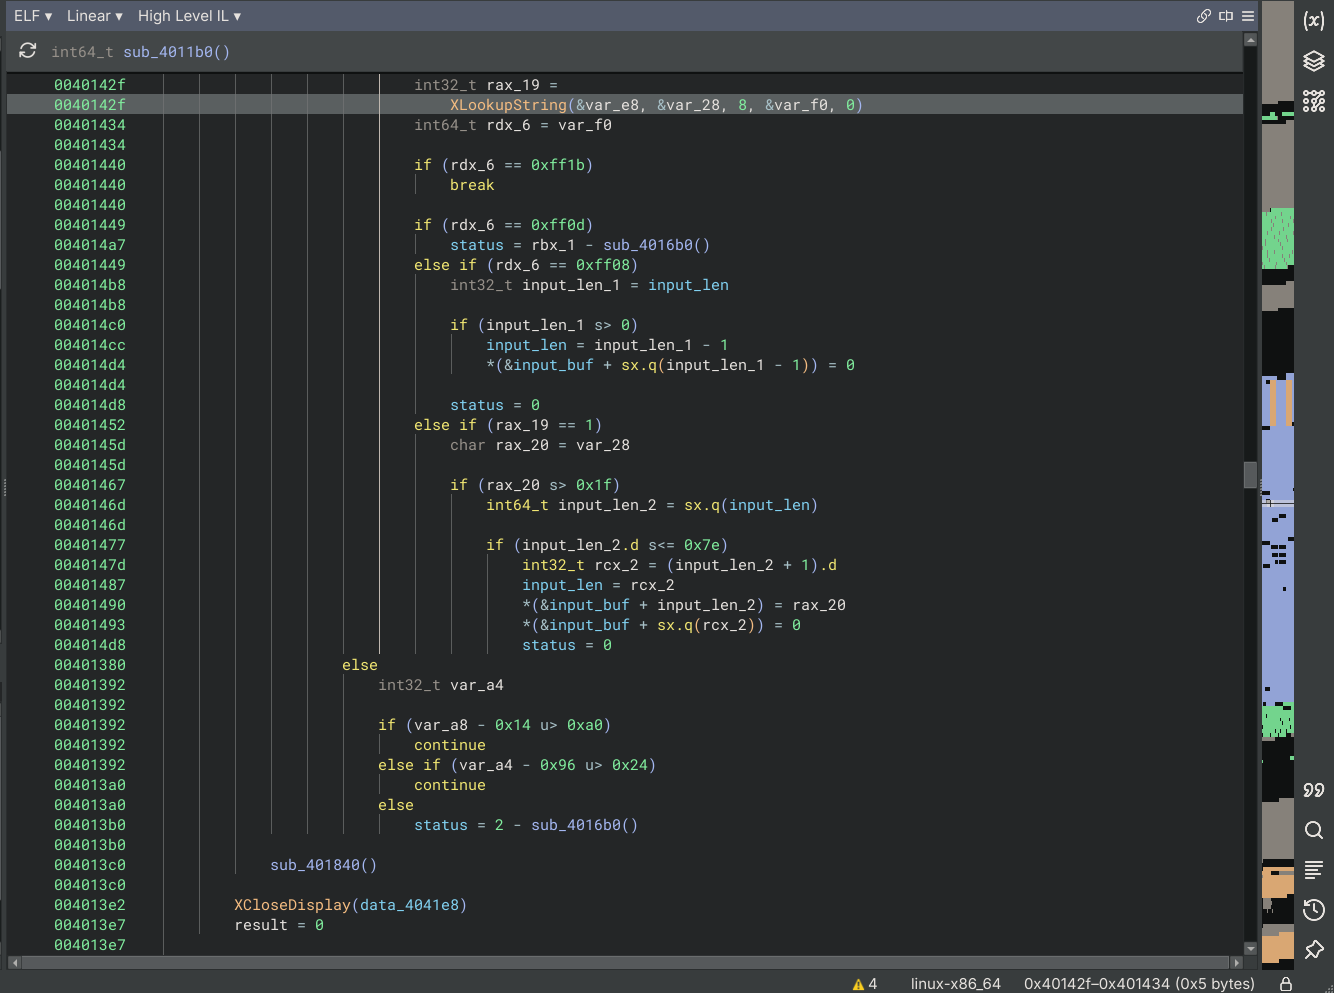 ELF ▾ Linear ▾ High Level IL ▾
int64_t sub_4011b0()
0040142f int32_t rax_19 =
0040142f XLookupString(&var_e8, &var_28, 8, &var_f0, 0)
00401434 int64_t rdx_6 = var_f0
00401434
00401440 if (rdx_6 == 0xff1b)
00401440 break
00401440
00401449 if (rdx_6 == 0xff0d)
004014a7 status = rbx_1 - sub_4016b0()
00401449 else if (rdx_6 == 0xff08)
004014b8 int32_t input_len_1 = input_len
004014b8
004014c0 if (input_len_1 s> 0)
004014cc input_len = input_len_1 - 1
004014d4 *(&input_buf + sx.q(input_len_1 - 1)) = 0
004014d4
004014d8 status = 0
00401452 else if (rax_19 == 1)
0040145d char rax_20 = var_28
0040145d
00401467 if (rax_20 s> 0x1f)
0040146d int64_t input_len_2 = sx.q(input_len)
0040146d
00401477 if (input_len_2.d s<= 0x7e)
0040147d int32_t rcx_2 = (input_len_2 + 1).d
00401487 input_len = rcx_2
00401490 *(&input_buf + input_len_2) = rax_20
00401493 *(&input_buf + sx.q(rcx_2)) = 0
004014d8 status = 0
00401380 else
00401392 int32_t var_a4
00401392
00401392 if (var_a8 - 0x14 u> 0xa0)
00401392 continue
00401392 else if (var_a4 - 0x96 u> 0x24)
004013a0 continue
004013a0 else
004013b0 status = 2 - sub_4016b0()
004013b0
004013c0 sub_401840()
004013c0
004013e2 XCloseDisplay(data_4041e8)
004013e7 result = 0
004013e7
4 linux-x86_64 0x40142f–0x401434 (0x5 bytes)